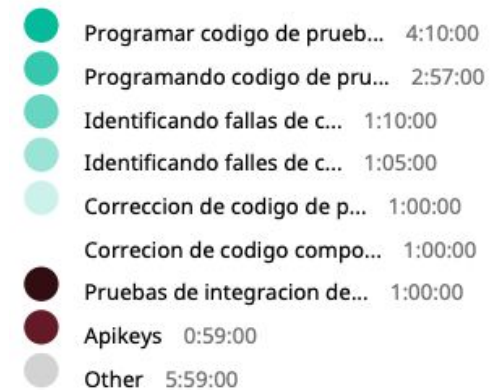 Programar codigo de prueb... 4:10:00
Programando codigo de pru... 2:57:00
Identificando fallas de c... 1:10:00
Identificando falles de c... 1:05:00
Correccion de codigo de p... 1:00:00
Correcion de codigo compo... 1:00:00
Pruebas de integracion de... 1:00:00
Apikeys 0:59:00
Other 5:59:00